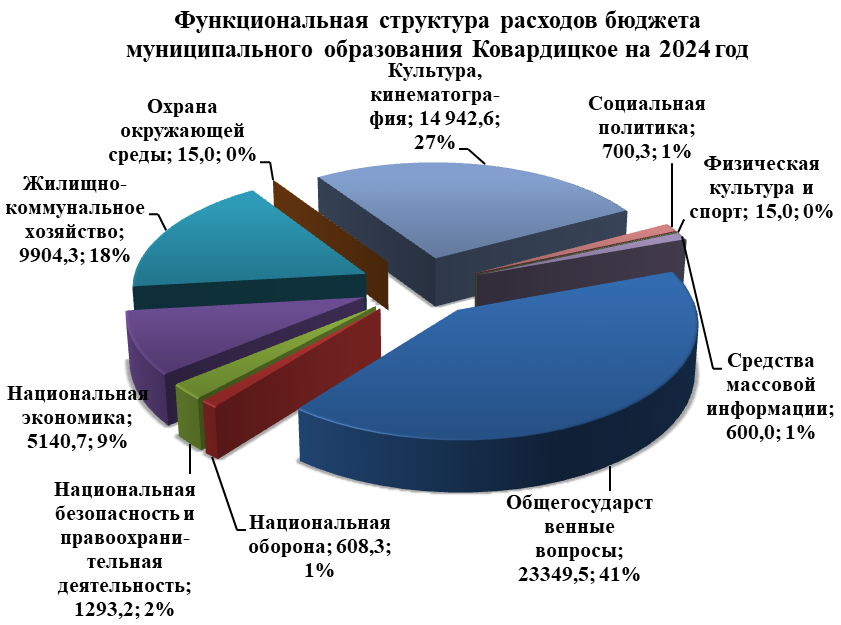 Функциональная структура расходов бюджета
муниципального образования Ковардицкое на 2024 год
Культура,
кинематогра-
фия; 14 942,6;
27%
Охрана
окружающей
среды; 15,0; 0%
Социальная
политика;
700,3; 1%
Физическая
культура и
спорт; 15,0; 0%
Жилищно-
коммунальное
хозяйство;
9904,3; 18%
Средства
массовой
информации;
600,0; 1%
Национальная
экономика;
5140,7; 9%
Национальная
безопасность и
правоохрани-
тельная
деятельность;
1293,2; 2%
Национальная
оборона; 608,3;
1%
Общегосударст
венные
вопросы;
23349,5; 41%